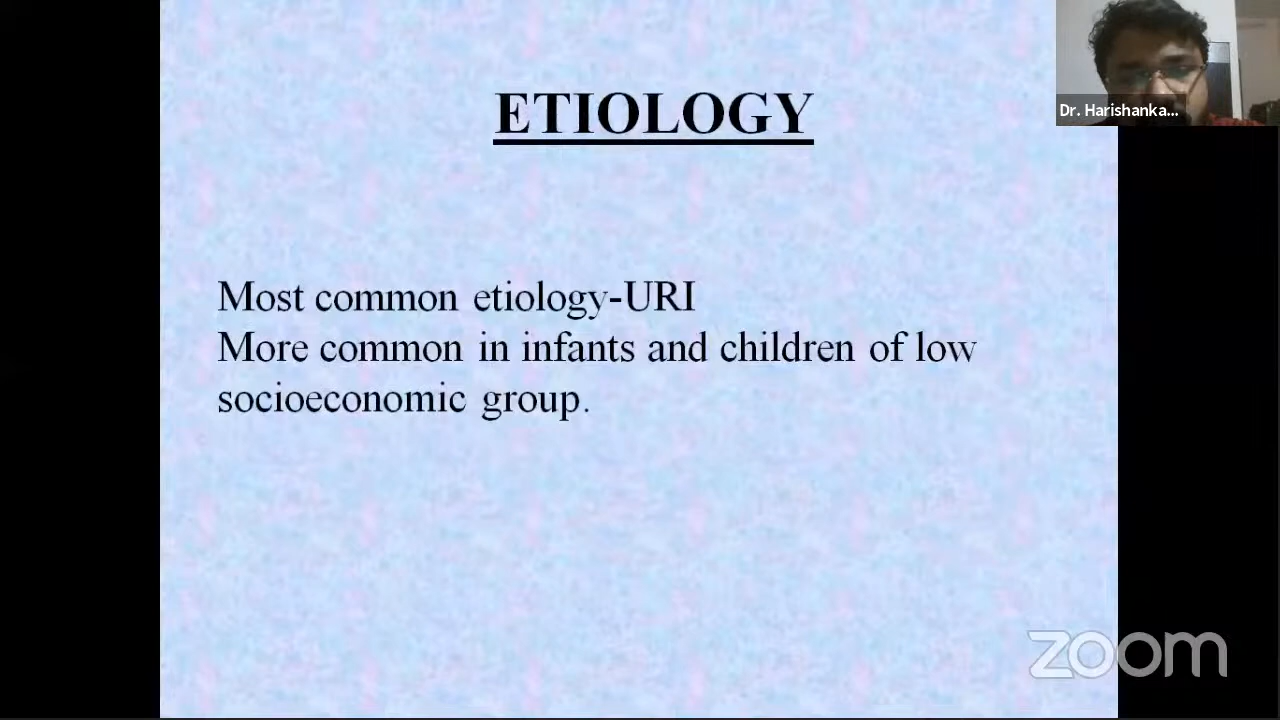 ETIOLOGY
Dr. Harishanka...
Most common etiology-URI
More common in infants and children of low
socioeconomic group.
zoom